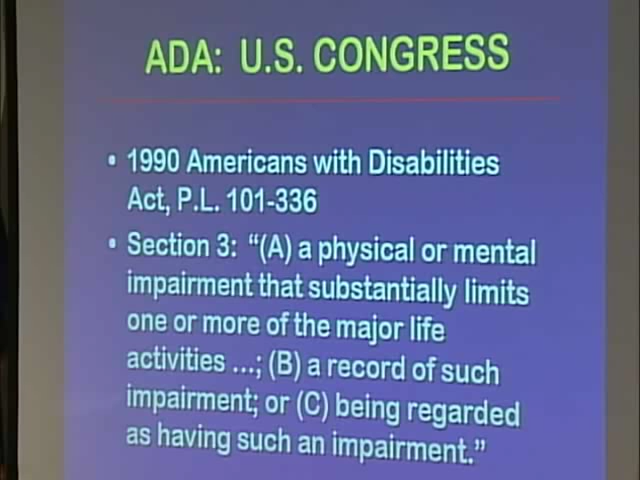 ADA: U.S. CONGRESS
• 1990 Americans with Disabilities
Act, P.L. 101-336
• Section 3: “(A) a physical or mental
impairment that substantially limits
one or more of the major life
activities ...; (B) a record of such
impairment; or (C) being regarded
as having such an impairment.”